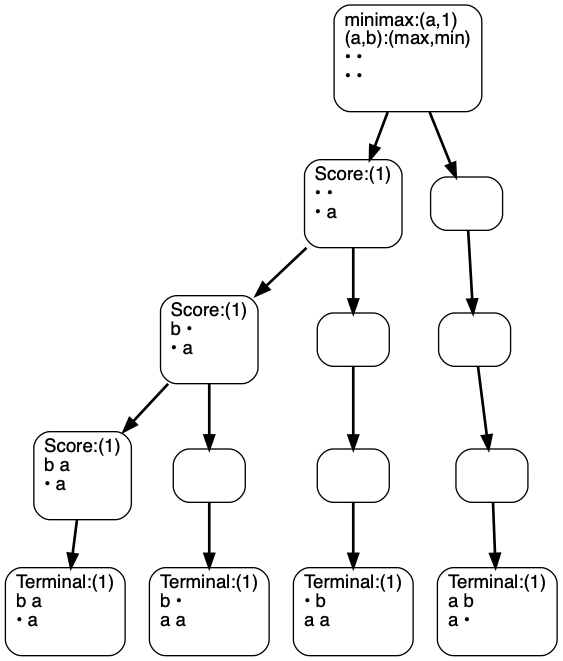 minimax:(a,1)
(a,b):(max,min)
• •
• •
Score:(1)
• •
• a
Score:(1)
b •
• a
Score:(1)
b a
• a
Terminal:(1)
b a
• a
Terminal:(1)
b •
a a
Terminal:(1)
• b
a a
Terminal:(1)
a b
a •